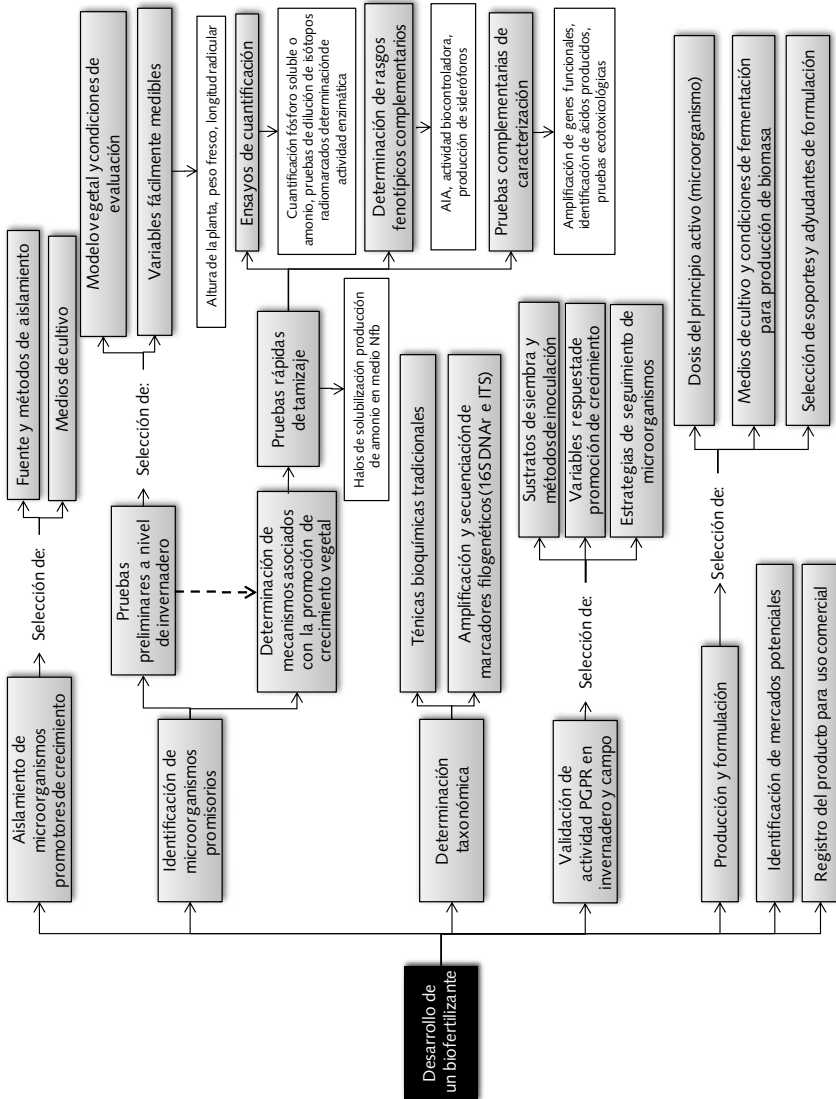 Desarrollo de
un biofertilizante
Aislamiento de
microorganismos
promotores de crecimiento
Selección de:
Fuente y métodos de aislamiento
Medios de cultivo
Identificación de
microorganismos
promisorios
Pruebas
preliminares a nivel
de invernadero
Selección de:
Modelo vegetal y condiciones de
evaluación
Variables fácilmente medibles
Altura de la planta, peso fresco, longitud radicular
Determinación de
mecanismos asociados
con la promoción de
crecimiento vegetal
Pruebas rápidas
de tamizaje
Halos de solubilización producción
de amonio en medio Nfb
Ensayos de cuantificación
Cuantificación fósforo soluble o
amonio, pruebas de dilución de isótopos
radiomarcados determinación de
actividad enzimática
Determinación de rasgos
fenotípicos complementarios
AIA, actividad biocontroladora,
producción de sideróforos
Pruebas complementarias de
caracterización
Amplificación de genes funcionales,
identificación de ácidos producidos,
pruebas ecotoxicológicas
Determinación
taxonómica
Ténicas bioquímicas tradicionales
Amplificación y secuenciación de
marcadores filogenéticos (16S DNAr e ITS)
Validación de
actividad PGPR en
invernadero y campo
Selección de:
Sustratos de siembra y
métodos de inoculación
Variables respuesta de
promoción de crecimiento
Estrategias de seguimiento de
microorganismos
Producción y formulación
Selección de:
Dosis del principio activo (microorganismo)
Medios de cultivo y condiciones de fermentación
para producción de biomasa
Selección de soportes y adyudantes de formulación
Identificación de mercados potenciales
Registro del producto para uso comercial